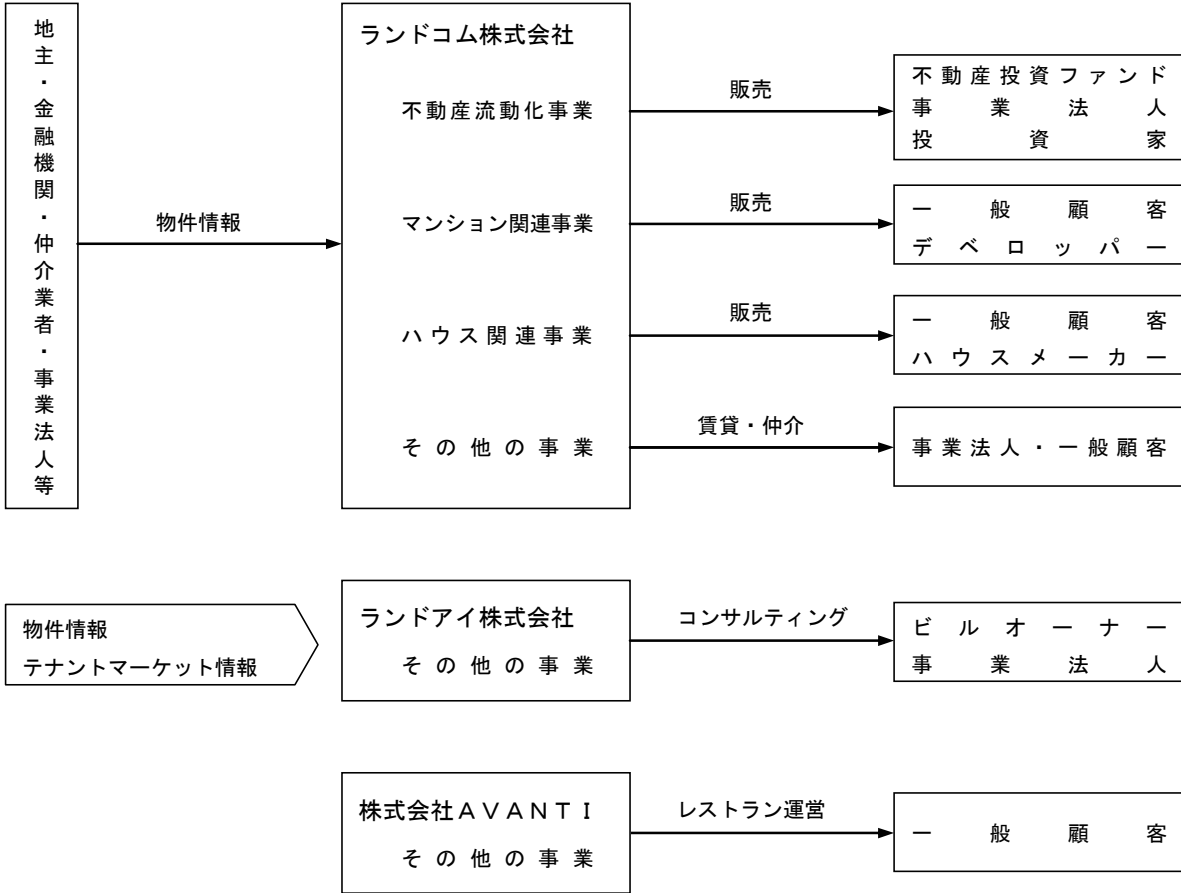 地主・金融機関・仲介業者・事業法人等
物件情報
ランドコム株式会社
不動産流動化事業
販売
不動産投資ファンド
事業法人
投資家
マンション関連事業
販売
一般顧客
デベロッパー
ハウス関連事業
販売
一般顧客
ハウスメーカー
その他の事業
賃貸・仲介
事業法人・一般顧客
物件情報
テナントマーケット情報
ランドアイ株式会社
その他の事業
コンサルティング
ビルオーナー
事業法人
株式会社ＡＶＡＮＴＩ
その他の事業
レストラン運営
一般顧客